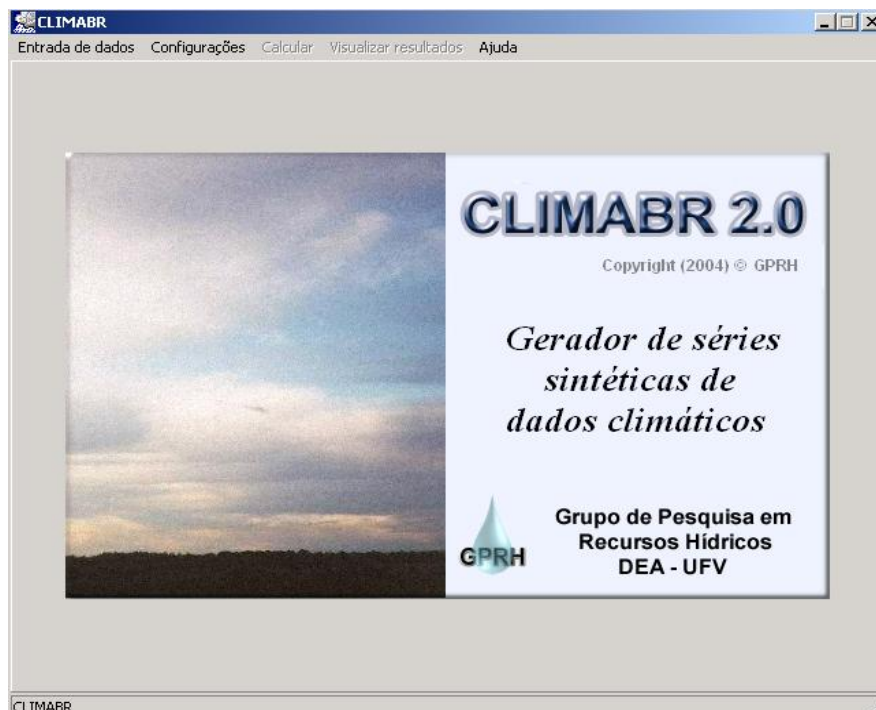 CLIMABR
Entrada de dados Configurações Calcular Visualizar resultados Ajuda
CLIMABR 2.0
Copyright (2004) © GPRH
Gerador de séries
sintéticas de
dados climáticos
GPRH
Grupo de Pesquisa em
Recursos Hídricos
DEA - UFV
CLIMABR